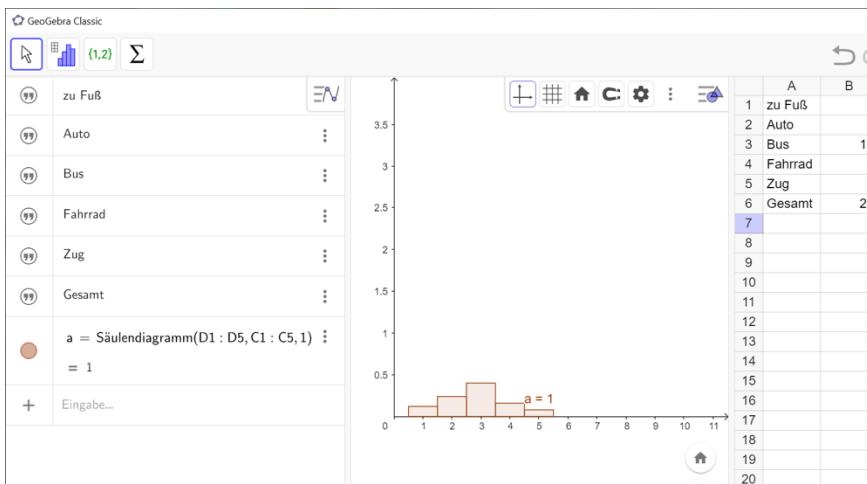 GeoGebra Classic
{1,2} Σ
zu Fuß
Auto
Bus
Fahrrad
Zug
Gesamt
a = Säulendiagramm(D1 : D5, C1 : C5, 1)
= 1
+ Eingabe...
3.5
3
2.5
2
1.5
1
0.5
a = 1
0 1 2 3 4 5 6 7 8 9 10 11
A B
1 zu Fuß
2 Auto
3 Bus 1
4 Fahrrad
5 Zug
6 Gesamt 2
7
8
9
10
11
12
13
14
15
16
17
18
19
20